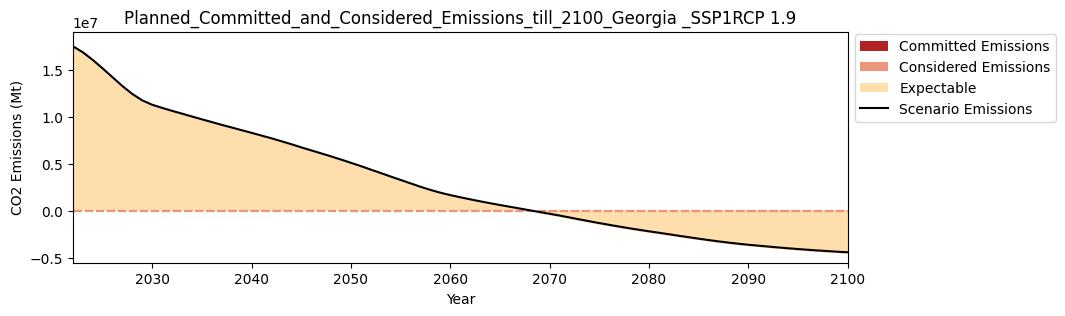 Planned_Committed_and_Considered_Emissions_till_2100_Georgia _SSP1RCP 1.9
1e7
Committed Emissions
Considered Emissions
Expectable
Scenario Emissions
1.5
1.0
0.5
0.0
−0.5
CO2 Emissions (Mt)
2030 2040 2050 2060 2070 2080 2090 2100
Year